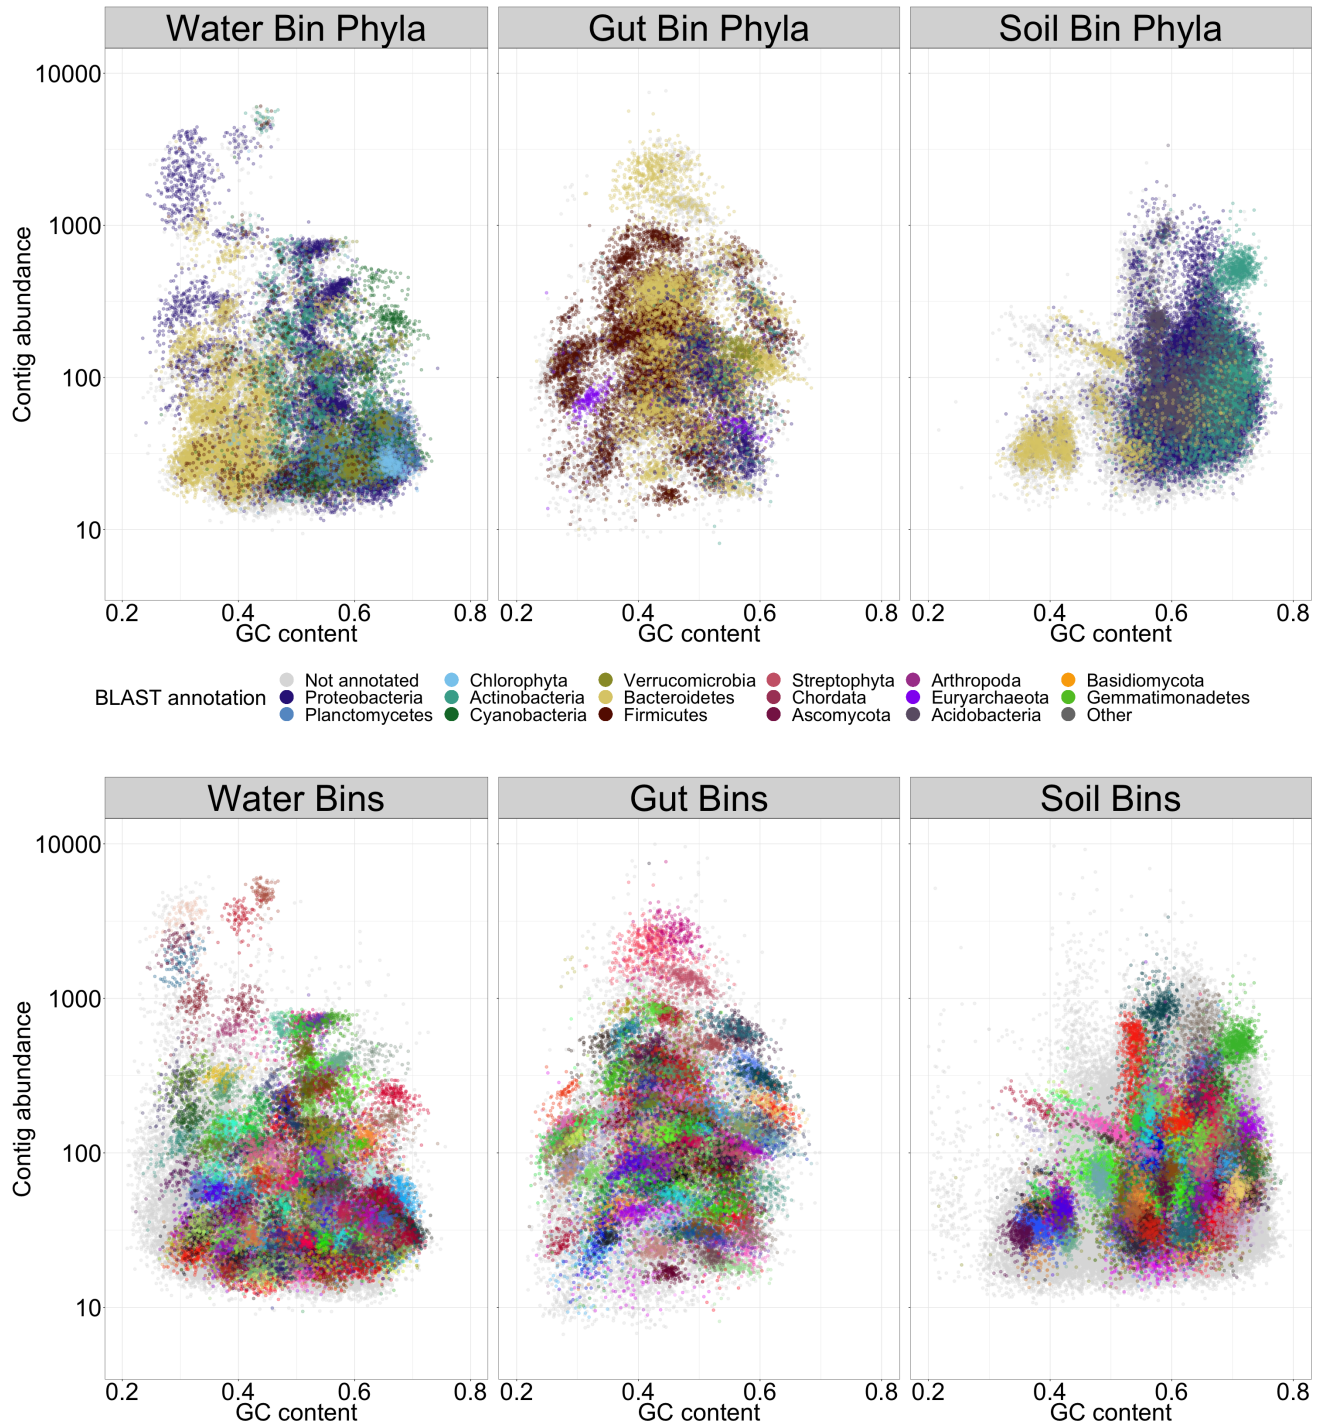 Water Bin Phyla Gut Bin Phyla Soil Bin Phyla
10000
1000
100
10
Contig abundance
0.2 0.4 0.6 0.8 0.2 0.4 0.6 0.8 0.2 0.4 0.6 0.8
GC content GC content GC content
Not annotated Chlorophyta Verrucomicrobia Streptophyta Arthropoda Basidiomycota
BLAST annotation Proteobacteria Actinobacteria Bacteroidetes Chordata Euryarchaeota Gemmatimonadetes
Planctomycetes Cyanobacteria Firmicutes Ascomycota Acidobacteria Other
Water Bins Gut Bins Soil Bins
10000
1000
100
10
Contig abundance
0.2 0.4 0.6 0.8 0.2 0.4 0.6 0.8 0.2 0.4 0.6 0.8
GC content GC content GC content